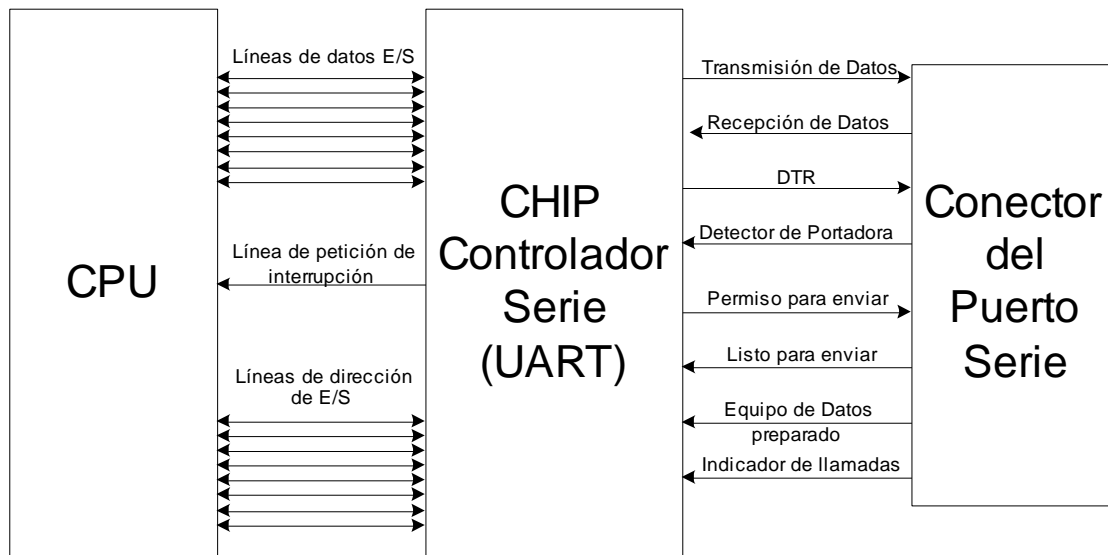 CPU
Líneas de datos E/S
Línea de petición de
interrupción
Líneas de dirección
de E/S
CHIP
Controlador
Serie
(UART)
Transmisión de Datos
Recepción de Datos
DTR
Detector de Portadora
Permiso para enviar
Listo para enviar
Equipo de Datos
preparado
Indicador de llamadas
Conector
del
Puerto
Serie